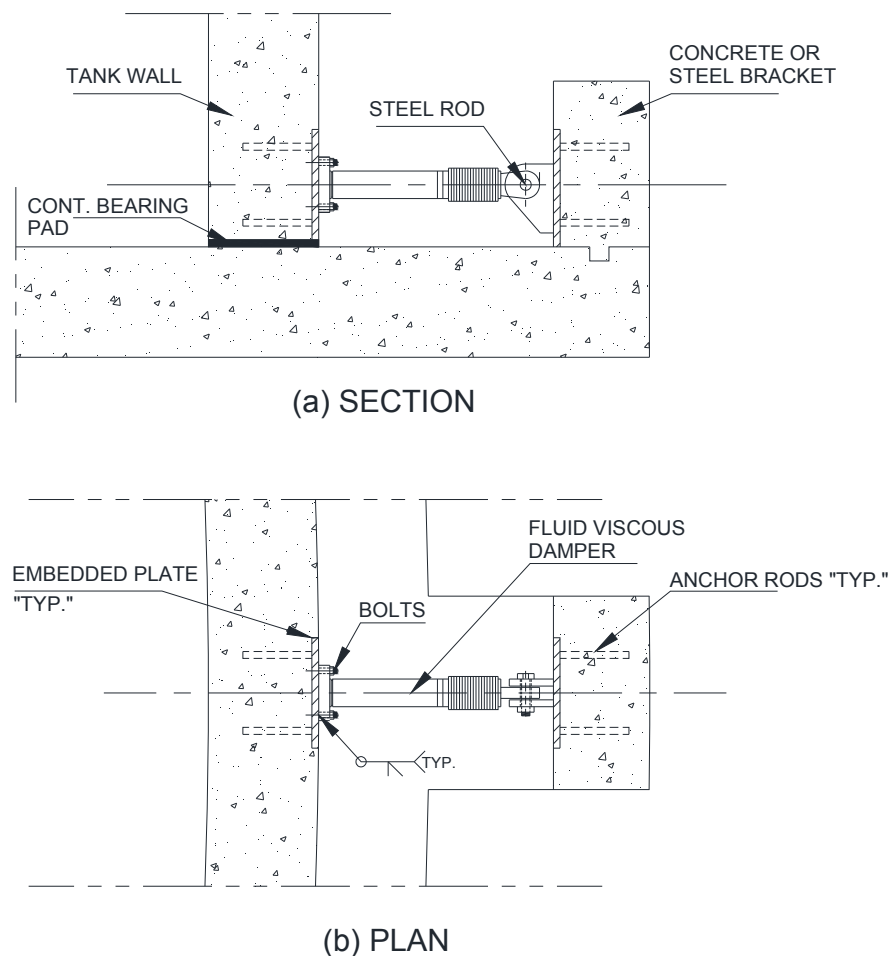 CONCRETE OR
STEEL BRACKET
TANK WALL
STEEL ROD
CONT. BEARING
PAD
(a) SECTION
FLUID VISCOUS
DAMPER
EMBEDDED PLATE
"TYP."
BOLTS
ANCHOR RODS "TYP."
TYP.
(b) PLAN